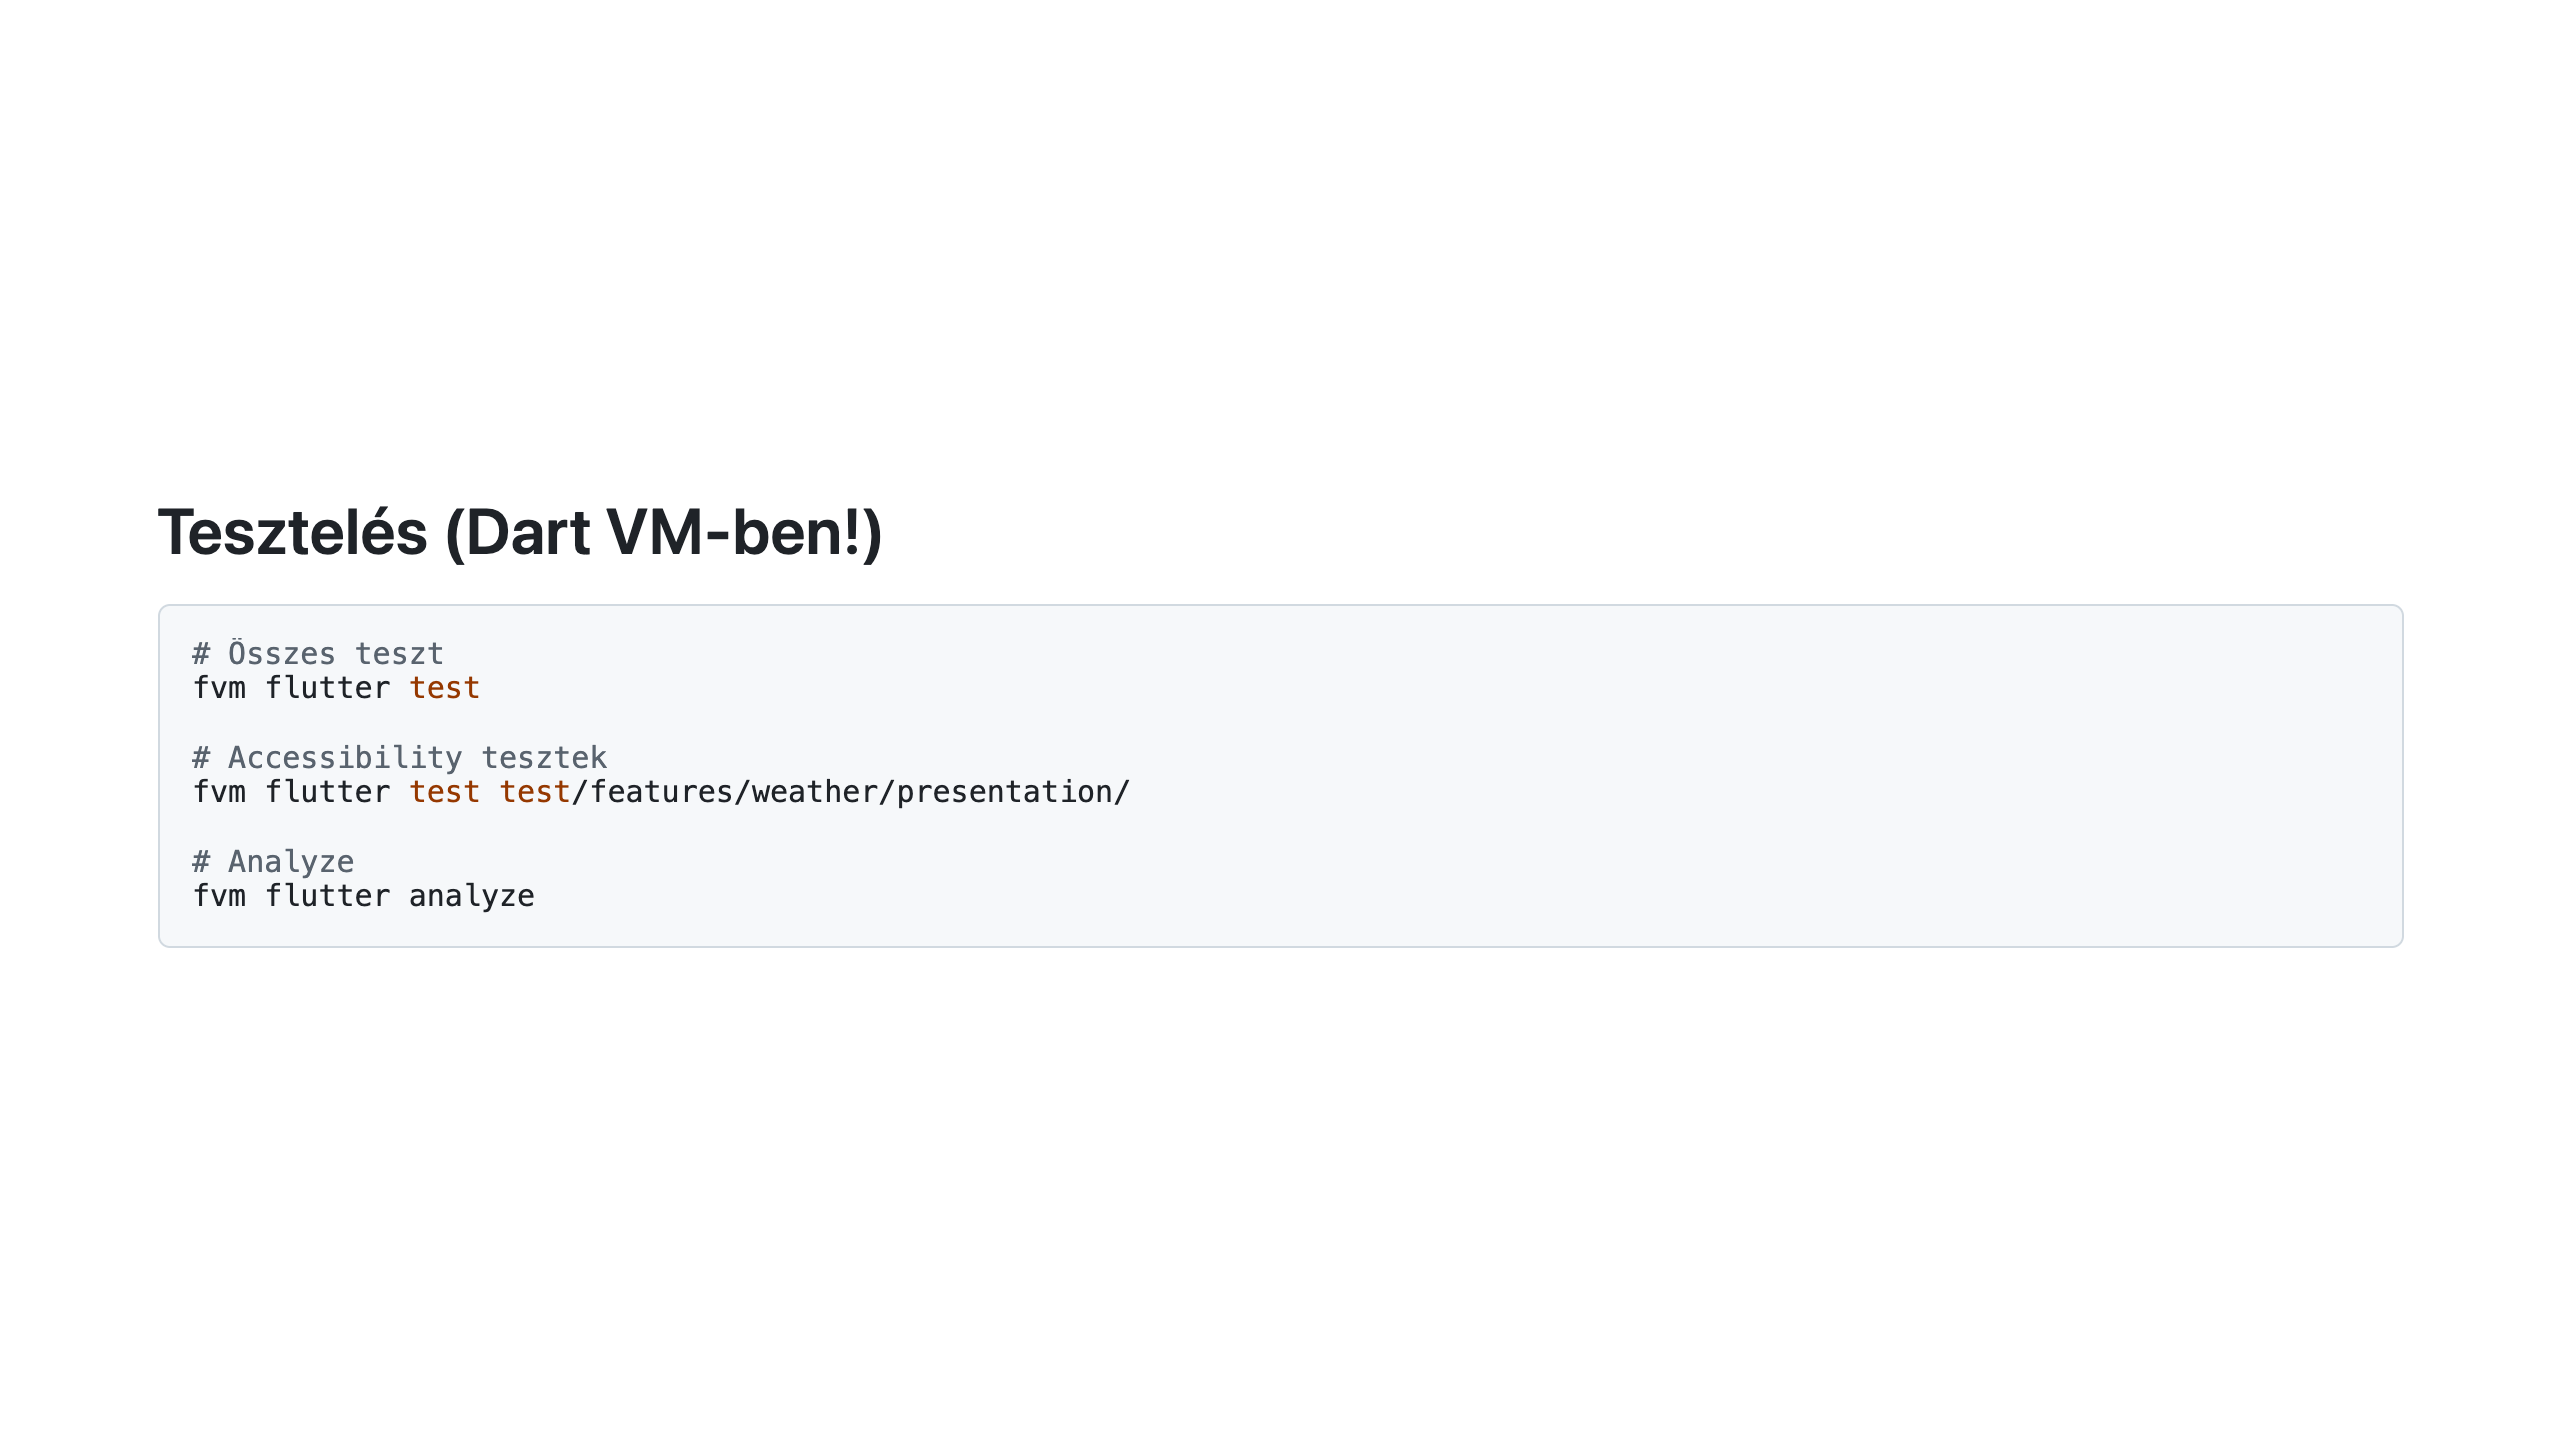 Tesztelés (Dart VM-ben!)
# Összes teszt
fvm flutter test
# Accessibility tesztek
fvm flutter test test/features/weather/presentation/
# Analyze
fvm flutter analyze